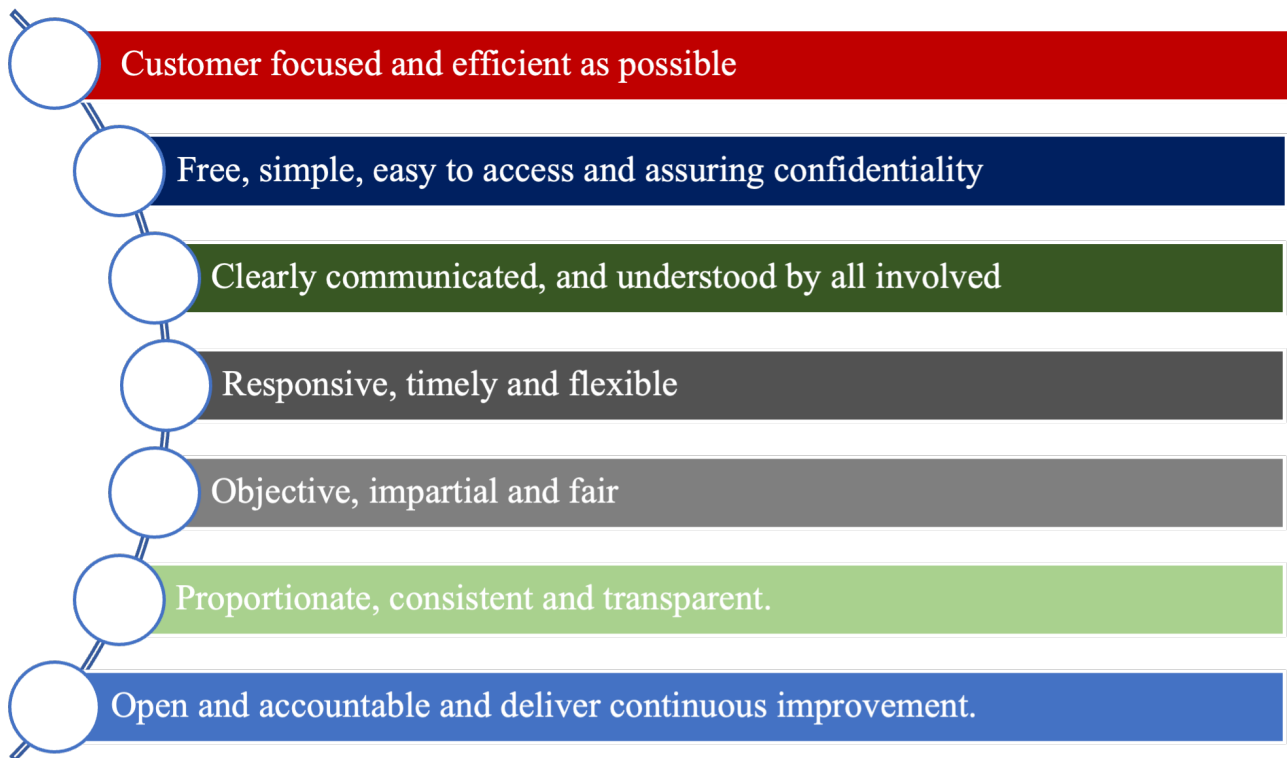 Customer focused and efficient as possible
Free, simple, easy to access and assuring confidentiality
Clearly communicated, and understood by all involved
Responsive, timely and flexible
Objective, impartial and fair
Proportionate, consistent and transparent.
Open and accountable and deliver continuous improvement.